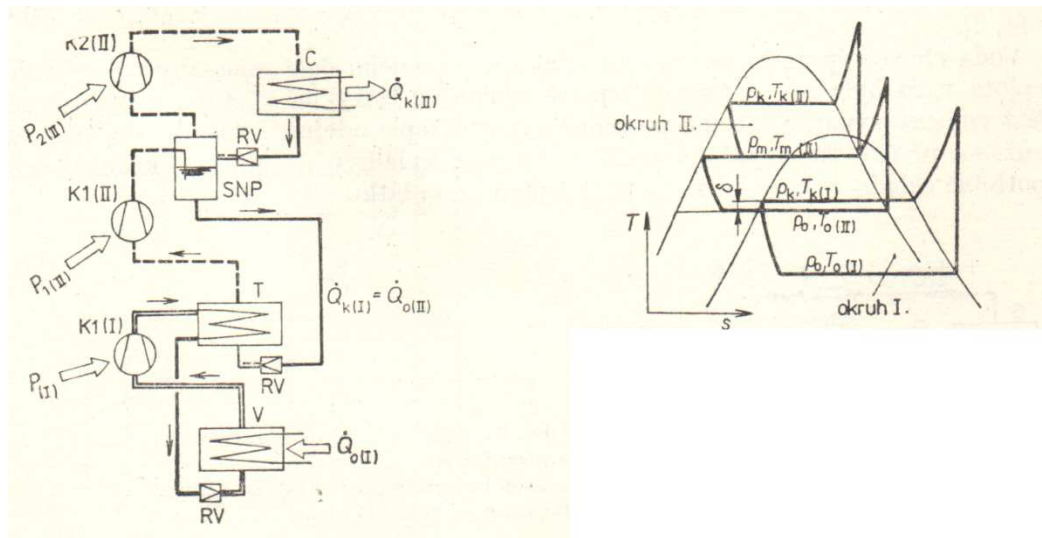 K2(II)
C
Q̇k(II)
P2(II)
RV
K1(II)
SNP
P1(II)
T
Q̇k(I) = Q̇o(II)
K1(I)
RV
P(I)
V
Q̇o(II)
RV
pk,Tk(II)
okruh II.
pm,Tm(II)
δ
pk,Tk(I)
T
po,To(II)
po,To(I)
okruh I.
s